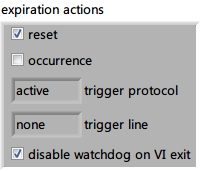 expiration actions
reset
occurrence
active trigger protocol
none trigger line
disable watchdog on VI exit